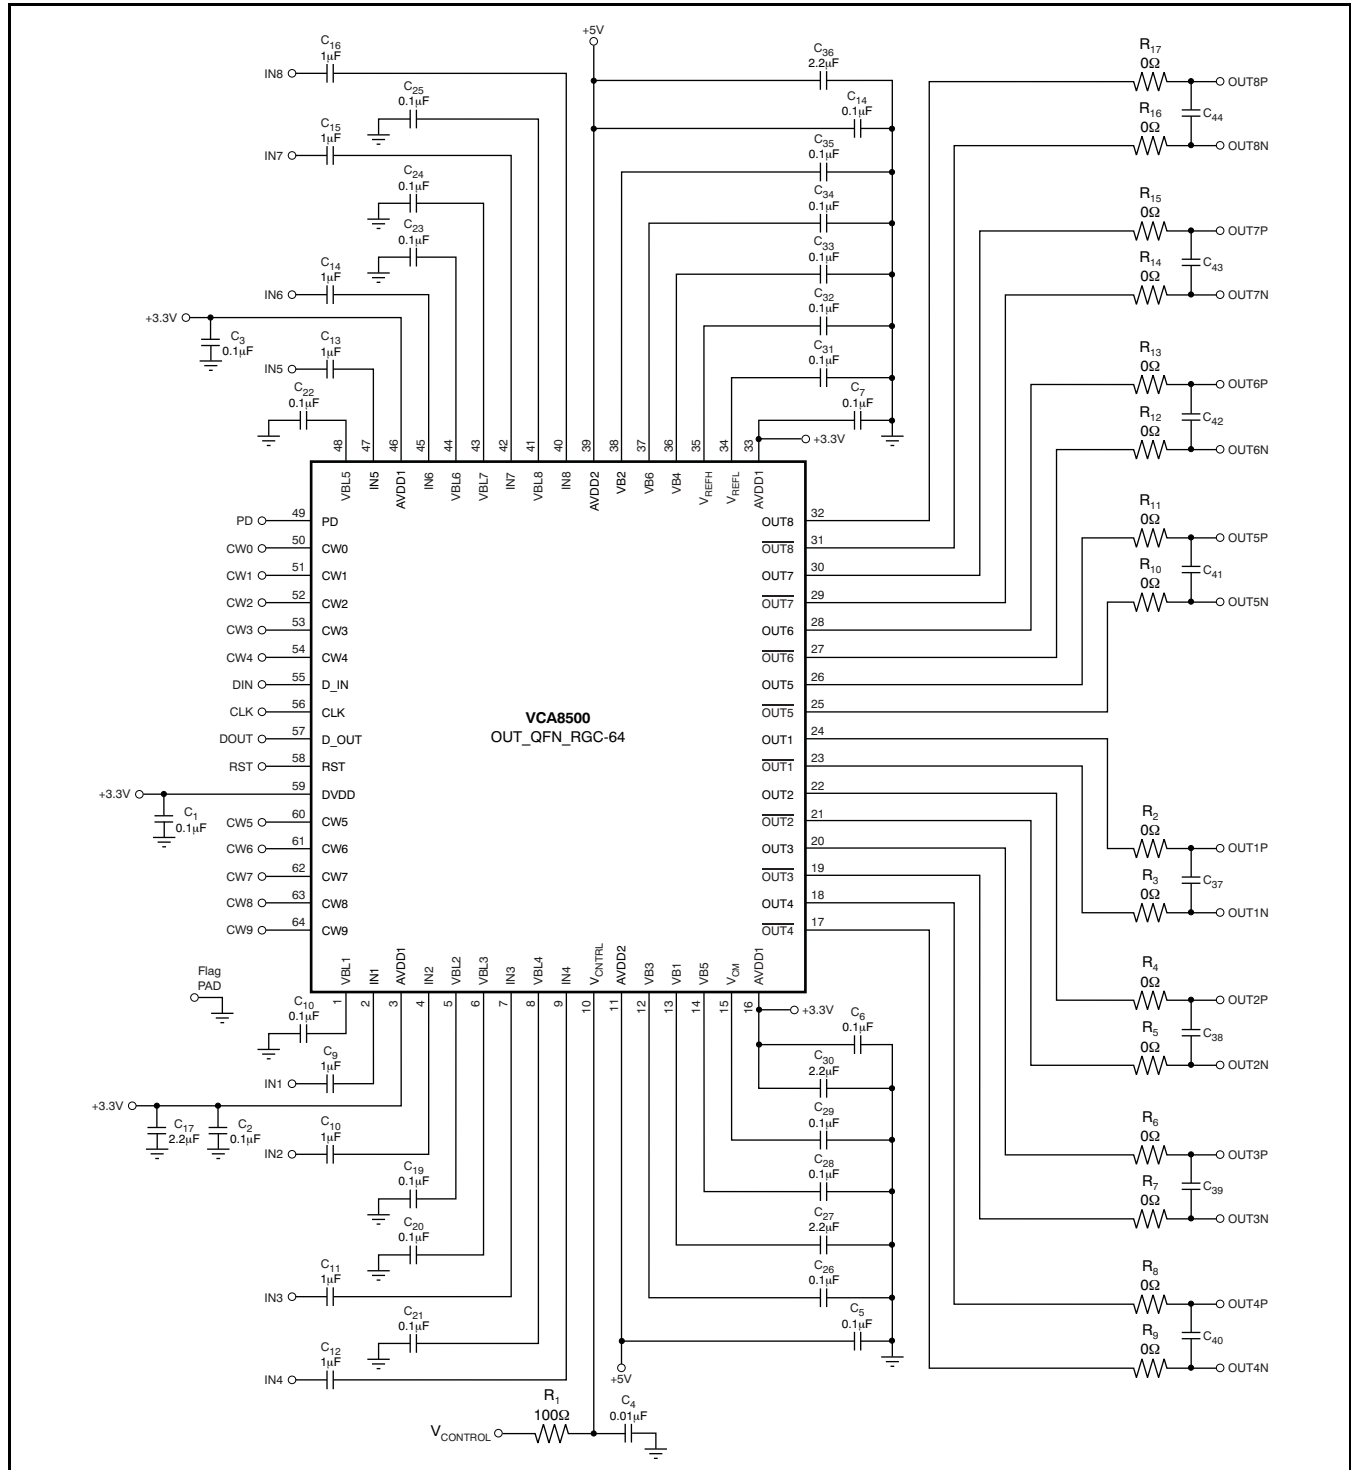 +5V
C16
1μF
IN8
C25
0.1μF
C15
1μF
IN7
C24
0.1μF
C23
0.1μF
C14
1μF
IN6
+3.3V
C3
0.1μF
C13
1μF
IN5
C22
0.1μF
C36
2.2μF
C14
0.1μF
C35
0.1μF
C34
0.1μF
C33
0.1μF
C32
0.1μF
C31
0.1μF
C7
0.1μF
+3.3V
48 47 46 45 44 43 42 41 40 39 38 37 36 35 34 33
VBL5 IN5 AVDD1 IN6 VBL6 VBL7 IN7 VBL8 IN8 AVDD2 VB2 VB6 VB4 VREFH VREFL AVDD1
PD 49 PD
CW0 50 CW0
CW1 51 CW1
CW2 52 CW2
CW3 53 CW3
CW4 54 CW4
DIN 55 D_IN
CLK 56 CLK
DOUT 57 D_OUT
RST 58 RST
+3.3V 59 DVDD
C1
0.1μF
CW5 60 CW5
CW6 61 CW6
CW7 62 CW7
CW8 63 CW8
CW9 64 CW9
VCA8500
OUT_QFN_RGC-64
OUT8 32
OUT8 31
OUT7 30
OUT7 29
OUT6 28
OUT6 27
OUT5 26
OUT5 25
OUT1 24
OUT1 23
OUT2 22
OUT2 21
OUT3 20
OUT3 19
OUT4 18
OUT4 17
R17
0Ω
OUT8P
R16
0Ω
C44
OUT8N
R15
0Ω
OUT7P
R14
0Ω
C43
OUT7N
R13
0Ω
OUT6P
R12
0Ω
C42
OUT6N
R11
0Ω
OUT5P
R10
0Ω
C41
OUT5N
R2
0Ω
OUT1P
R3
0Ω
C37
OUT1N
R4
0Ω
OUT2P
R5
0Ω
C38
OUT2N
R6
0Ω
OUT3P
R7
0Ω
C39
OUT3N
R8
0Ω
OUT4P
R9
0Ω
C40
OUT4N
Flag
PAD
VBL1 IN1 AVDD1 IN2 VBL2 VBL3 IN3 VBL4 IN4 VCNTRL AVDD2 VB3 VB1 VB5 VCM AVDD1
1 2 3 4 5 6 7 8 9 10 11 12 13 14 15 16
C10
0.1μF
C9
1μF
IN1
+3.3V
C17
2.2μF
C2
0.1μF
C10
1μF
IN2
C19
0.1μF
C20
0.1μF
C11
1μF
IN3
C21
0.1μF
C12
1μF
IN4
+3.3V
C6
0.1μF
C30
2.2μF
C29
0.1μF
C28
0.1μF
C27
2.2μF
C26
0.1μF
C5
0.1μF
+5V
R1
100Ω
C4
0.01μF
VCONTROL